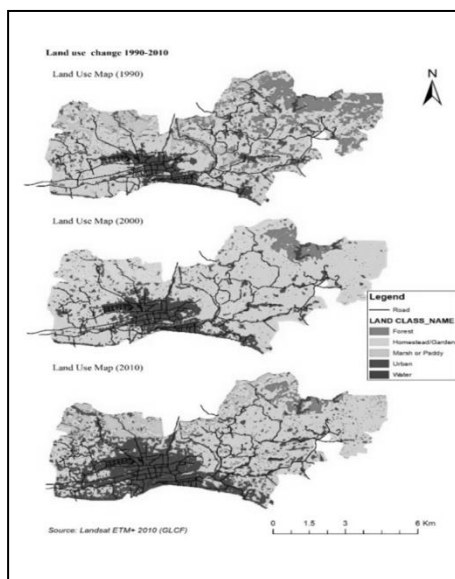 Land use change 1990-2010
Land Use Map (1990)
N
Land Use Map (2000)
Legend
Road
LAND CLASS_NAME
Forest
Homestead/Garden
Marsh or Paddy
Urban
Water
Land Use Map (2010)
Source: Landsat ETM+ 2010 (GLCF)
0 1.5 3 6 Km